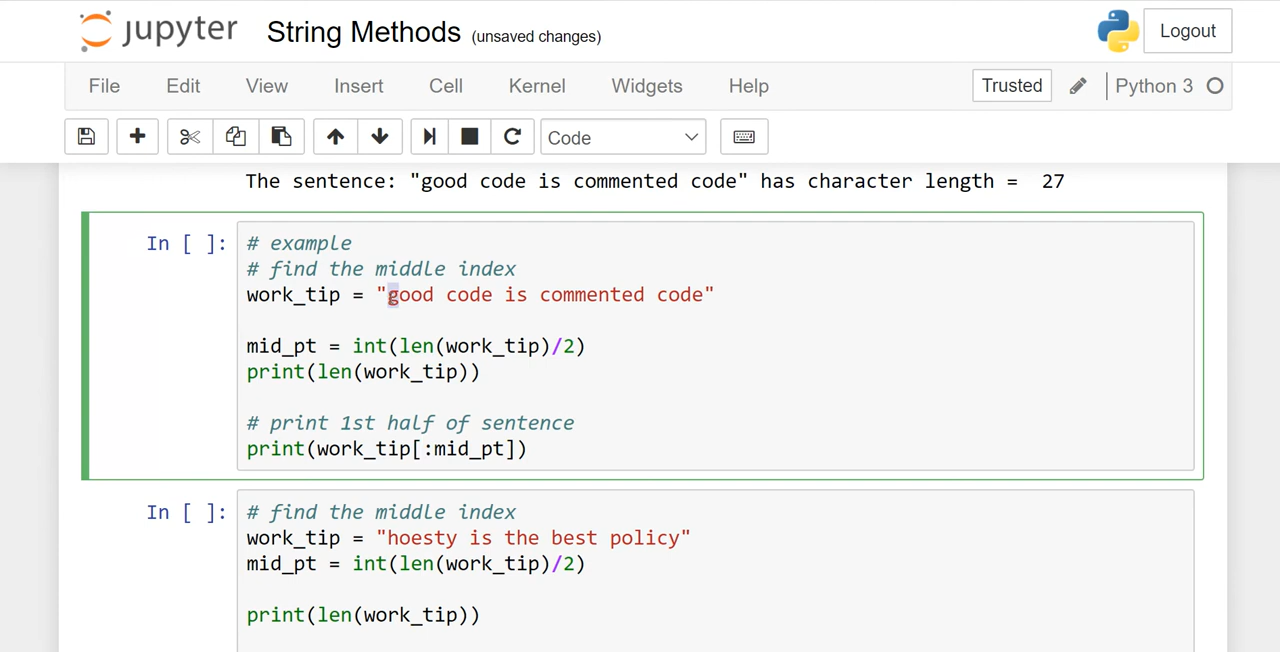 jupyter String Methods (unsaved changes) Logout
File Edit View Insert Cell Kernel Widgets Help Trusted Python 3
Code
The sentence: "good code is commented code" has character length =  27
In [ ]: # example
# find the middle index
work_tip = "good code is commented code"
mid_pt = int(len(work_tip)/2)
print(len(work_tip))
# print 1st half of sentence
print(work_tip[:mid_pt])
In [ ]: # find the middle index
work_tip = "hoesty is the best policy"
mid_pt = int(len(work_tip)/2)
print(len(work_tip))